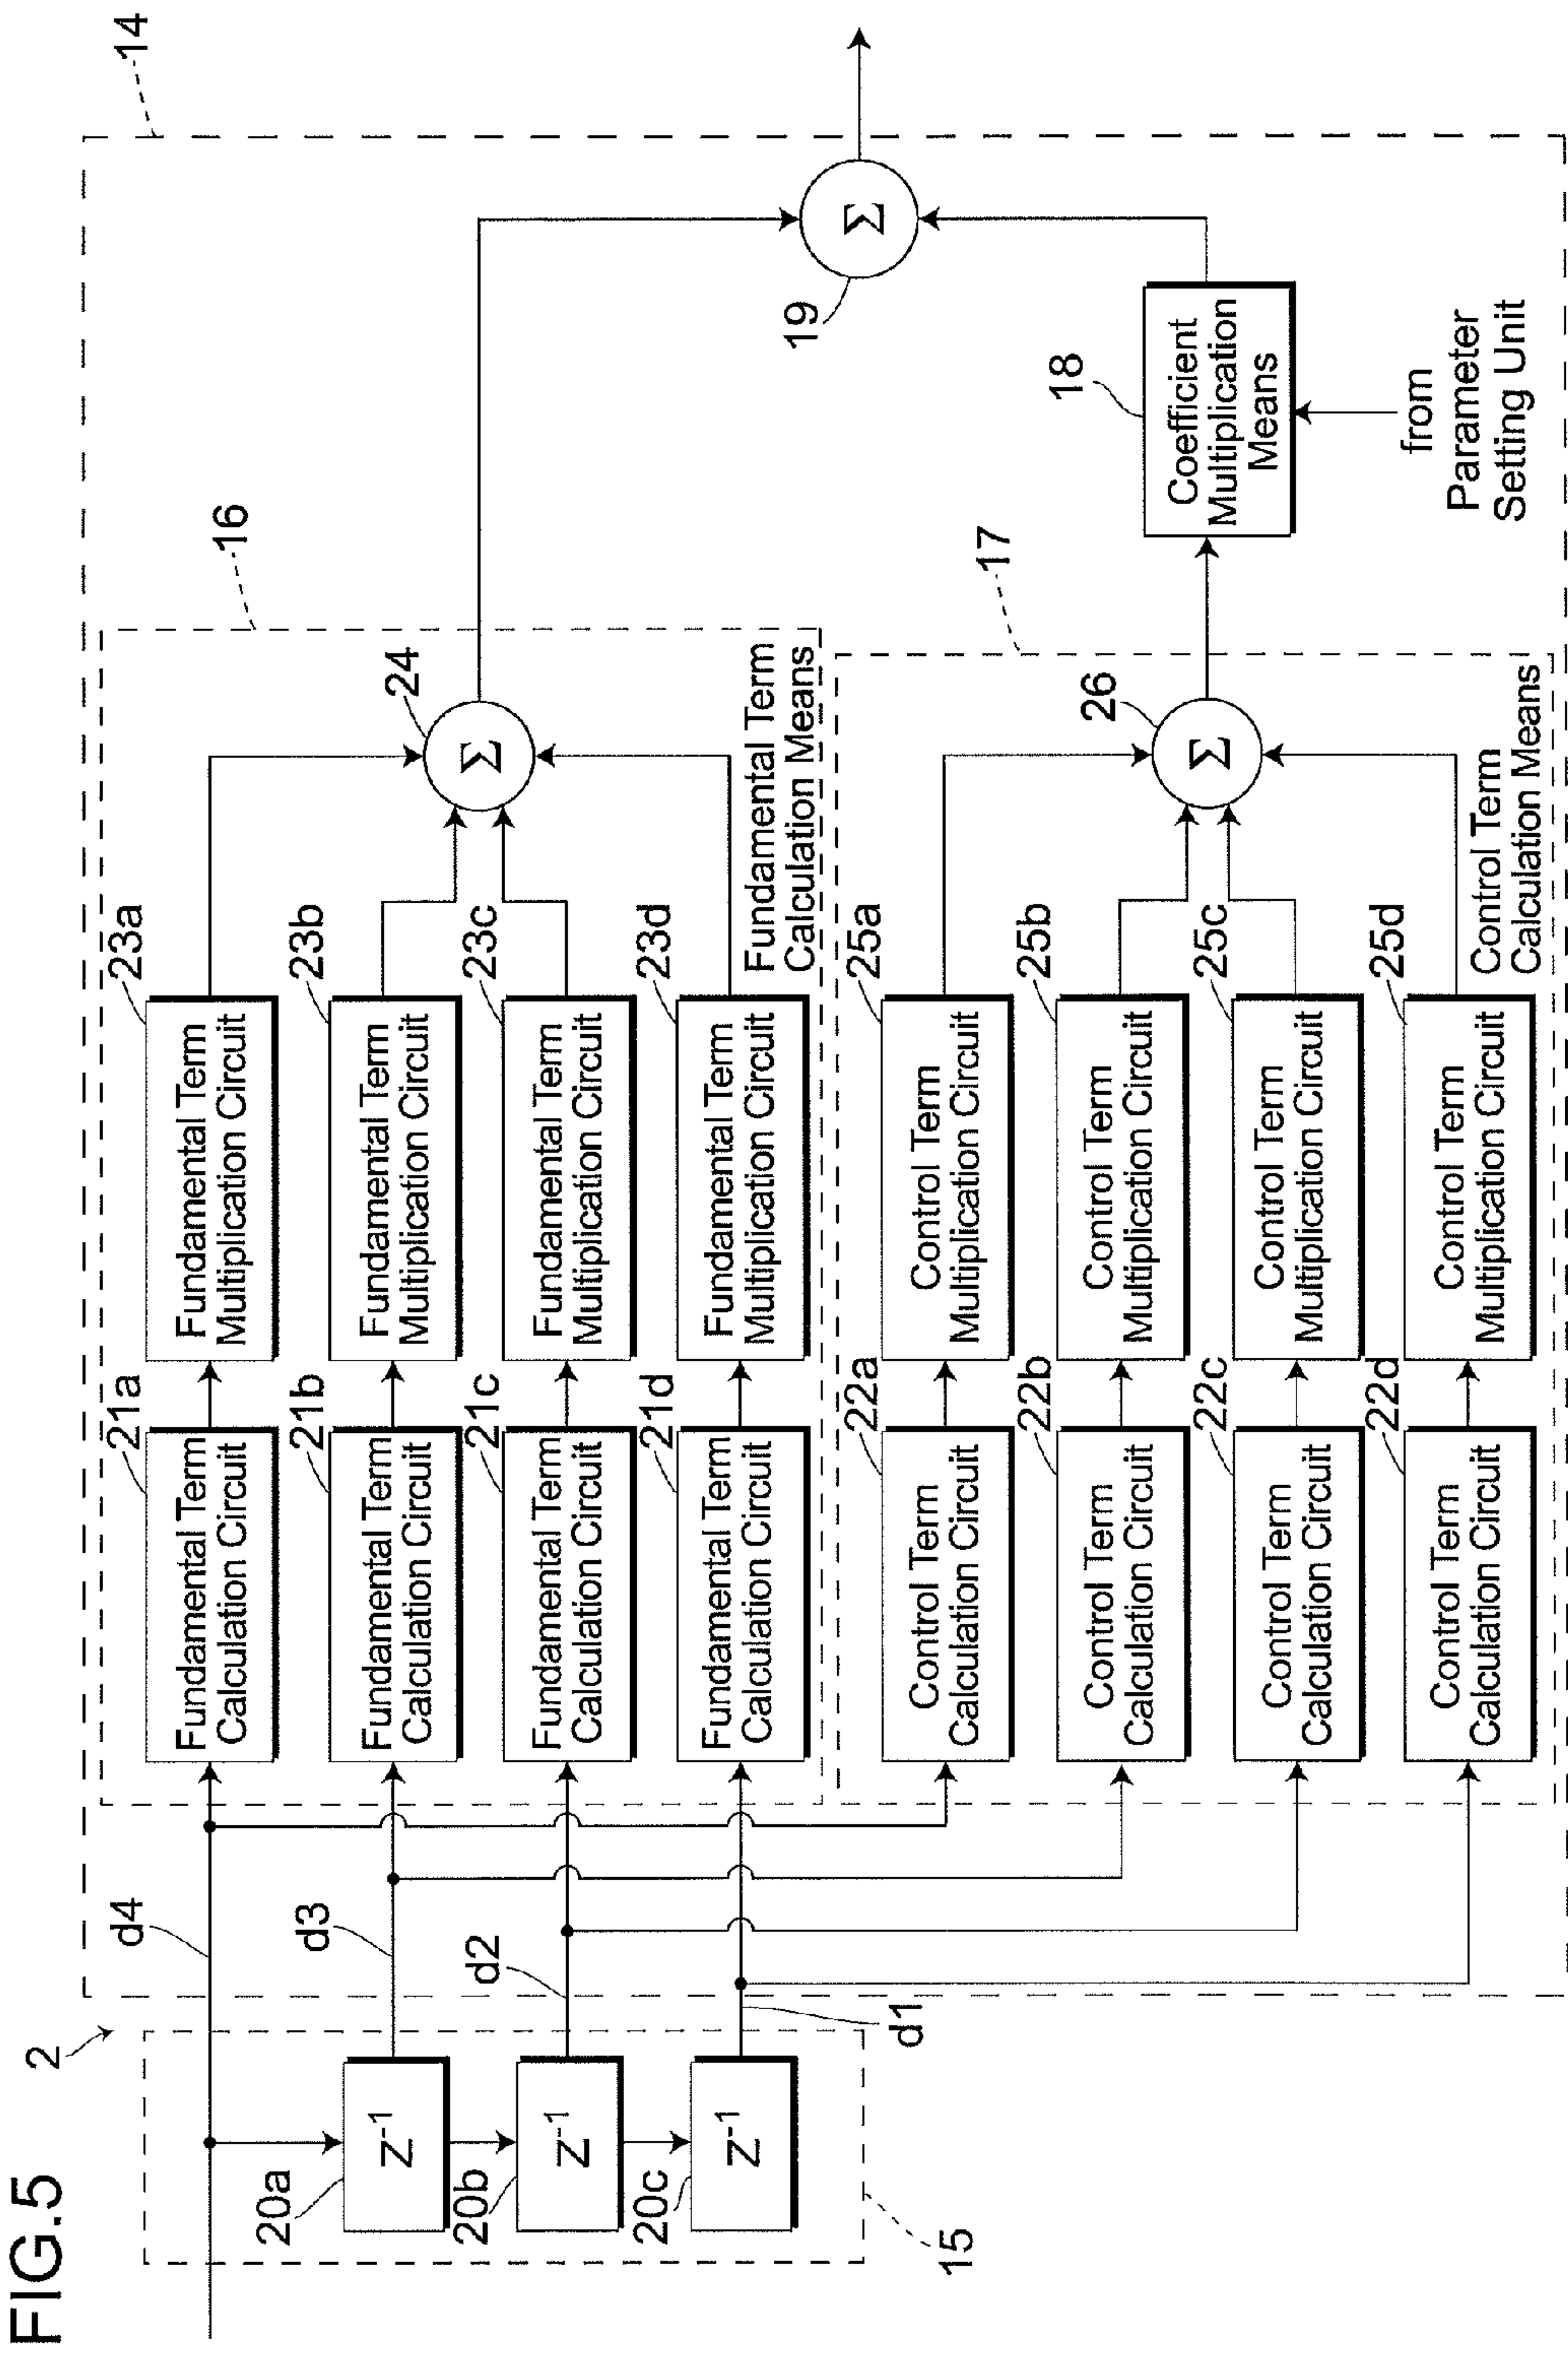 FIG.5
2
14
15
20a
Z-1
20b
Z-1
20c
Z-1
d4
d3
d2
d1
16
21a
Fundamental Term
Calculation Circuit
23a
Fundamental Term
Multiplication Circuit
21b
Fundamental Term
Calculation Circuit
23b
Fundamental Term
Multiplication Circuit
21c
Fundamental Term
Calculation Circuit
23c
Fundamental Term
Multiplication Circuit
21d
Fundamental Term
Calculation Circuit
23d
Fundamental Term
Multiplication Circuit
24
Σ
Fundamental Term
Calculation Means
17
22a
Control Term
Calculation Circuit
25a
Control Term
Multiplication Circuit
22b
Control Term
Calculation Circuit
25b
Control Term
Multiplication Circuit
22c
Control Term
Calculation Circuit
25c
Control Term
Multiplication Circuit
22d
Control Term
Calculation Circuit
25d
Control Term
Multiplication Circuit
26
Σ
Control Term
Calculation Means
18
Coefficient
Multiplication
Means
from
Parameter
Setting Unit
19
Σ